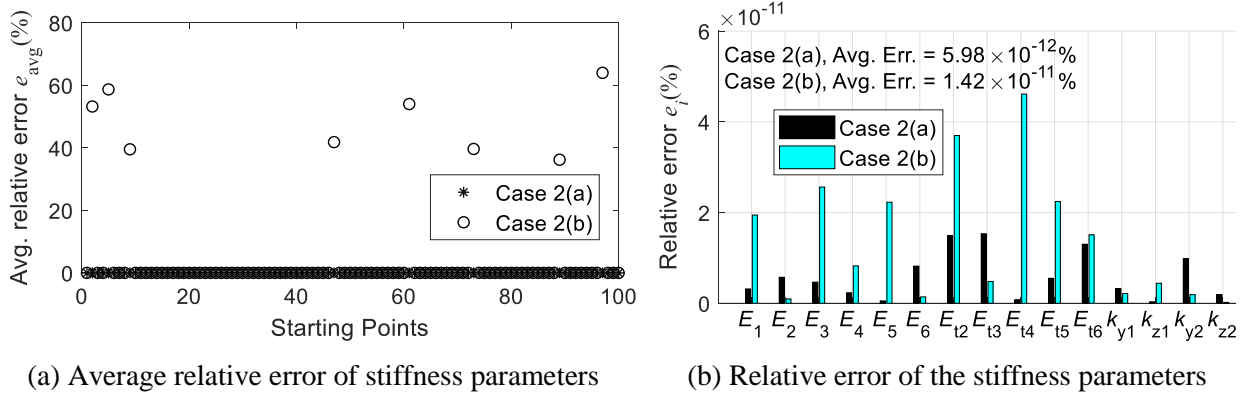 80
60
40
20
0
0 20 40 60 80 100
Avg. relative error e_avg(%)
Starting Points
Case 2(a)
Case 2(b)
(a) Average relative error of stiffness parameters
×10^-11
6
4
2
0
Relative error e_i(%)
Case 2(a), Avg. Err. = 5.98×10^-12%
Case 2(b), Avg. Err. = 1.42×10^-11%
Case 2(a)
Case 2(b)
E_1 E_2 E_3 E_4 E_5 E_6 E_t2 E_t3 E_t4 E_t5 E_t6 k_y1 k_z1 k_y2 k_z2
(b) Relative error of the stiffness parameters